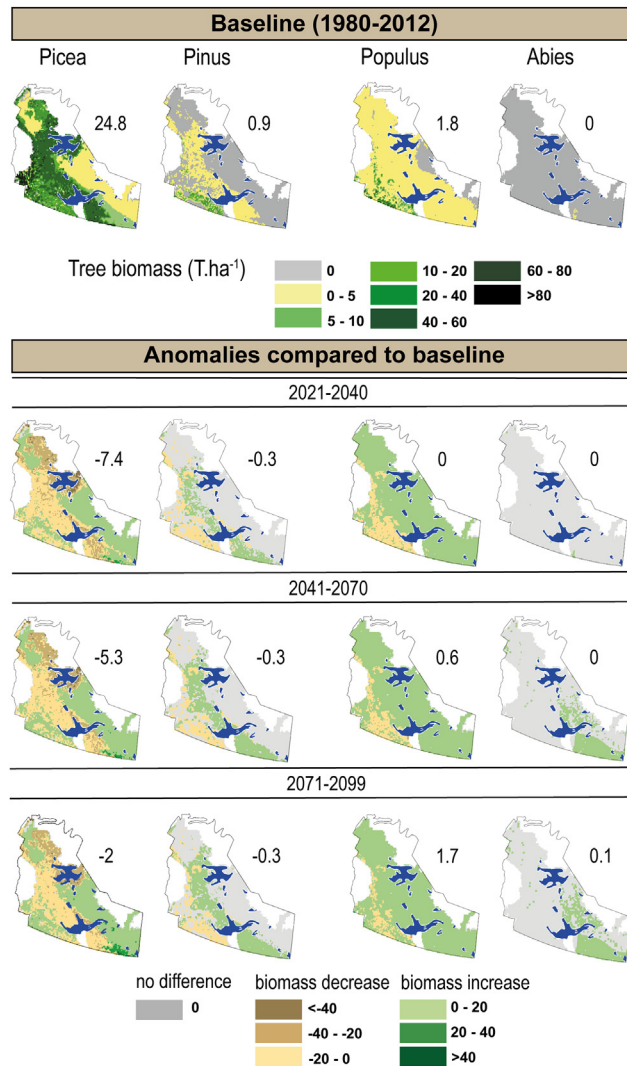 Baseline (1980-2012)
Picea Pinus Populus Abies
24.8 0.9 1.8 0
Tree biomass (T.ha⁻¹)
0 10 - 20 60 - 80
0 - 5 20 - 40 >80
5 - 10 40 - 60
Anomalies compared to baseline
2021-2040
-7.4 -0.3 0 0
2041-2070
-5.3 -0.3 0.6 0
2071-2099
-2 -0.3 1.7 0.1
no difference biomass decrease biomass increase
0 <-40 0 - 20
-40 - -20 20 - 40
-20 - 0 >40